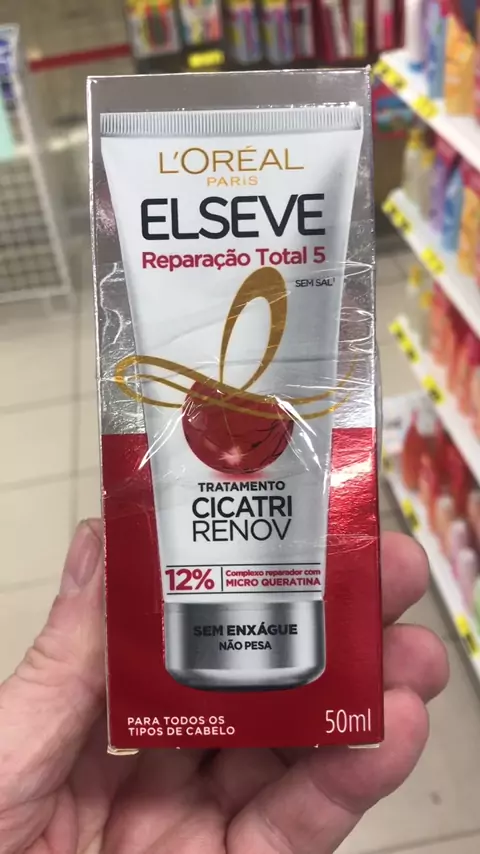 L'ORÉAL
PARIS
ELSEVE
Reparação Total 5
SEM SAL¹
TRATAMENTO
CICATRI
RENOV
12% Complexo reparador com
MICRO QUERATINA
SEM ENXÁGUE
NÃO PESA
PARA TODOS OS
TIPOS DE CABELO
50ml